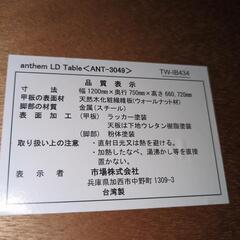 anthem LD Table＜ANT-3049＞
品質表示 TW-IB434
寸法 幅1200mm×奥行750mm×高さ660,720mm
甲板の表面材 天然木化粧繊維板(ウォールナット材)
脚部の材料 金属(スチール)
表面加工 (甲板) ラッカー塗装
天板は下地ウレタン樹脂塗装
(脚部) 粉体塗装
取り扱い上の注意 ・直射日光又は熱を避ける。
・加熱したなべ、湯沸かし等を直接
置かない。
表示者 市場株式会社
兵庫県加西市中野町1309-3
台湾製